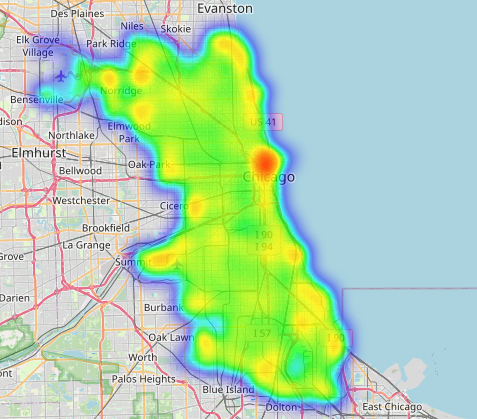 Evanston
Des Plaines
Niles
Skokie
Elk Grove
Village
Park Ridge
Bensenville
Norridge
US 41
Elmwood
Park
Northlake
Elmhurst
Oak Park
Bellwood
Chicago
Westchester
Cicero
Brookfield
I 90
I 94
La Grange
Summit
Darien
Burbank
I 57
I 90
Oak Lawn
Worth
Palos Heights
Blue Island
Dolton
East Chicago